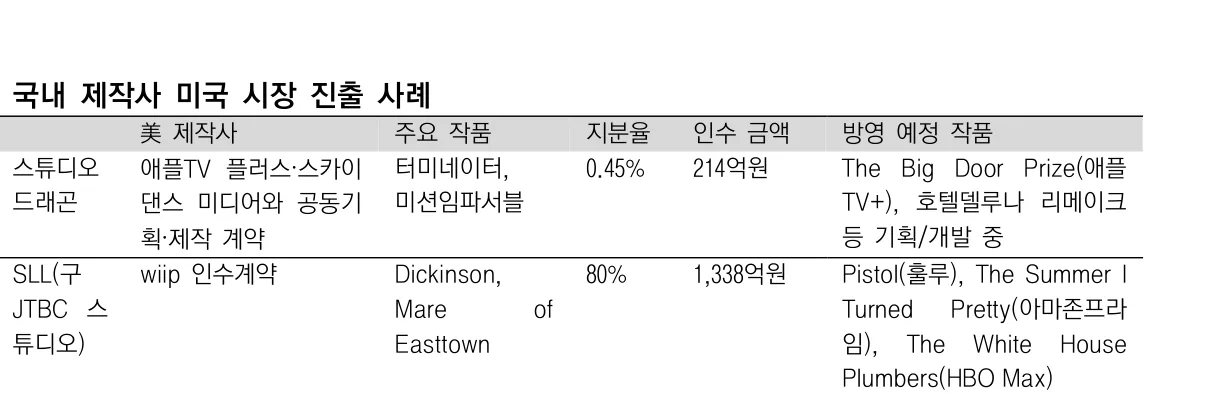 국내 제작사 미국 시장 진출 사례
美 제작사 주요 작품 지분율 인수 금액 방영 예정 작품
스튜디오 애플TV 플러스·스카이 터미네이터, 0.45% 214억원 The Big Door Prize(애플
드래곤 댄스 미디어와 공동기 미션임파서블 TV+), 호텔델루나 리메이크
획·제작 계약 등 기획/개발 중
SLL(구 wiip 인수계약 Dickinson, 80% 1,338억원 Pistol(훌루), The Summer I
JTBC 스 Mare of Turned Pretty(아마존프라
튜디오) Easttown 임), The White House
Plumbers(HBO Max)